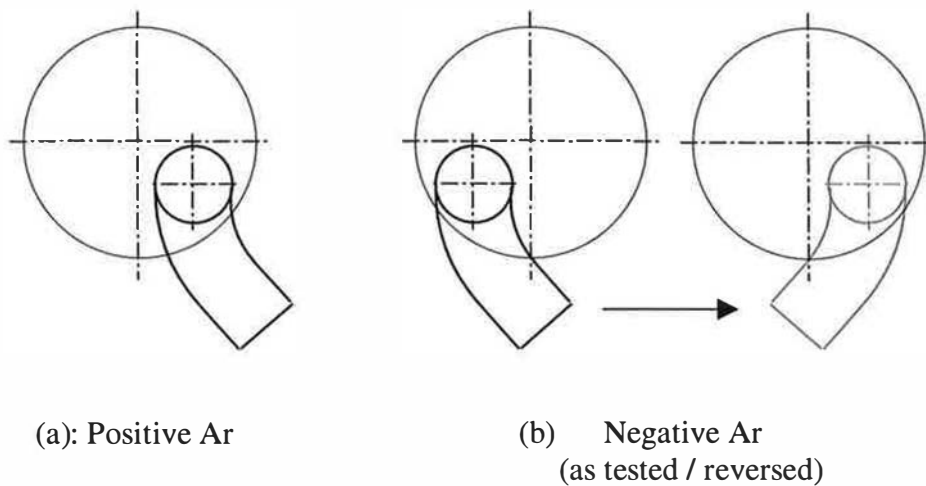 (a): Positive Ar
(b) Negative Ar
(as tested / reversed)